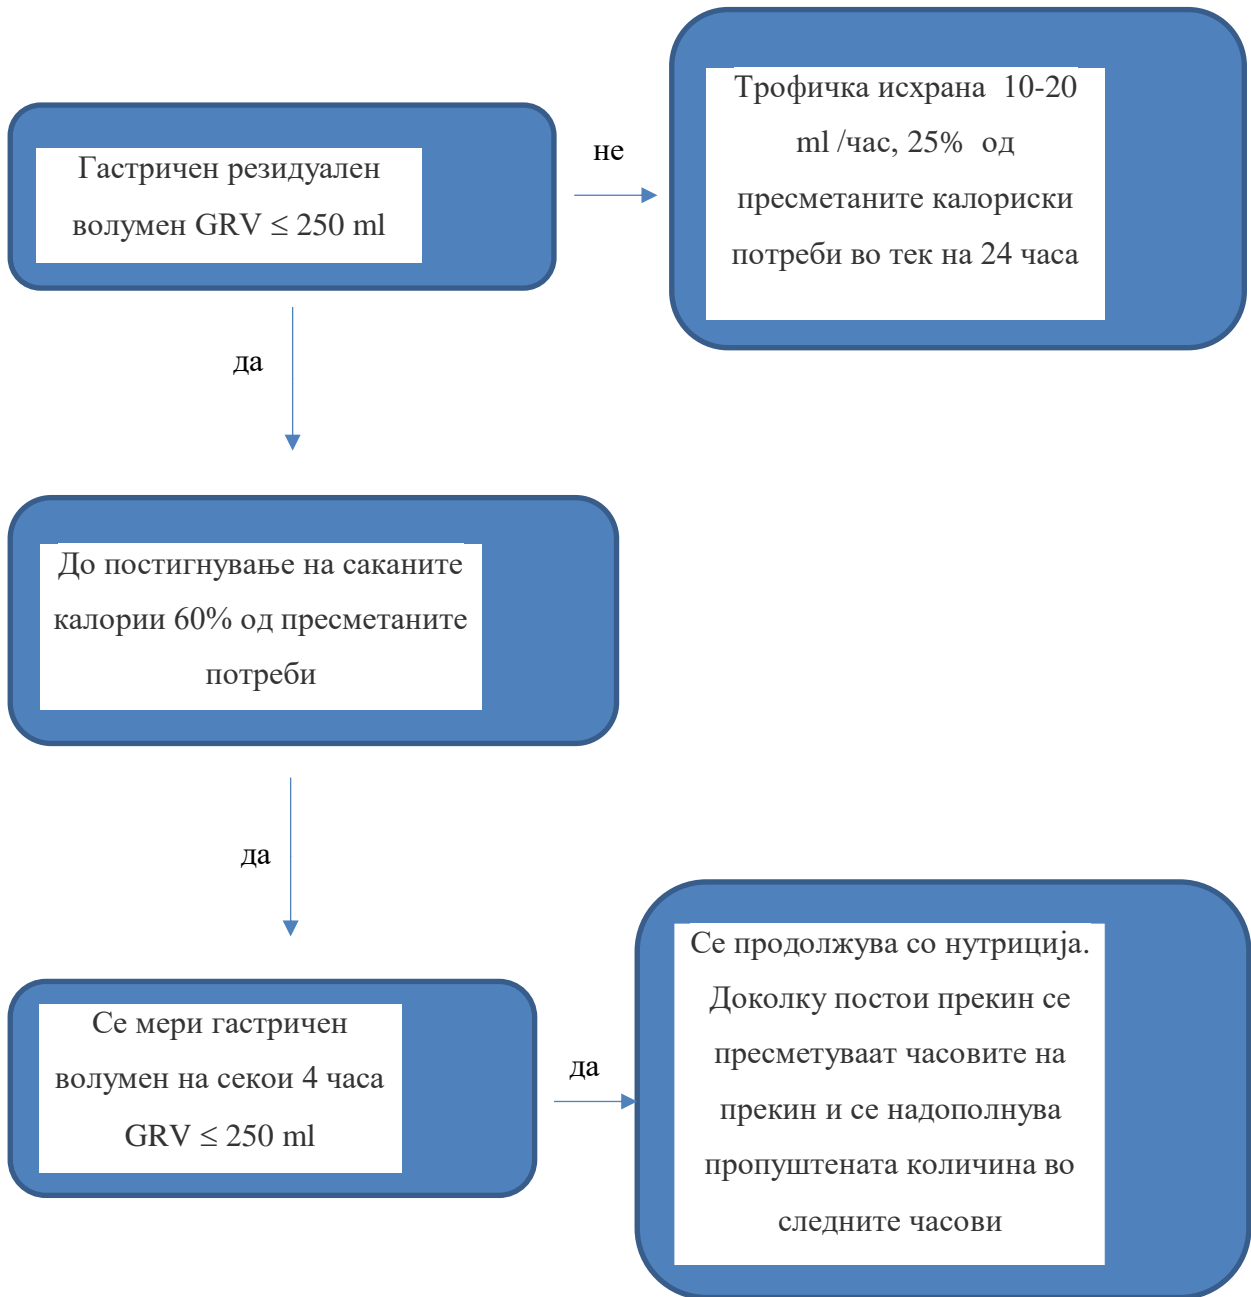 Гастричен резидуален
волумен GRV ≤ 250 ml
не
Трофичка исхрана 10-20
ml /час, 25% од
пресметаните калориски
потреби во тек на 24 часа
да
До постигнување на саканите
калории 60% од пресметаните
потреби
да
Се мери гастричен
волумен на секои 4 часа
GRV ≤ 250 ml
да
Се продолжува со нутриција.
Доколку постои прекин се
пресметуваат часовите на
прекин и се надополнува
пропуштената количина во
следните часови